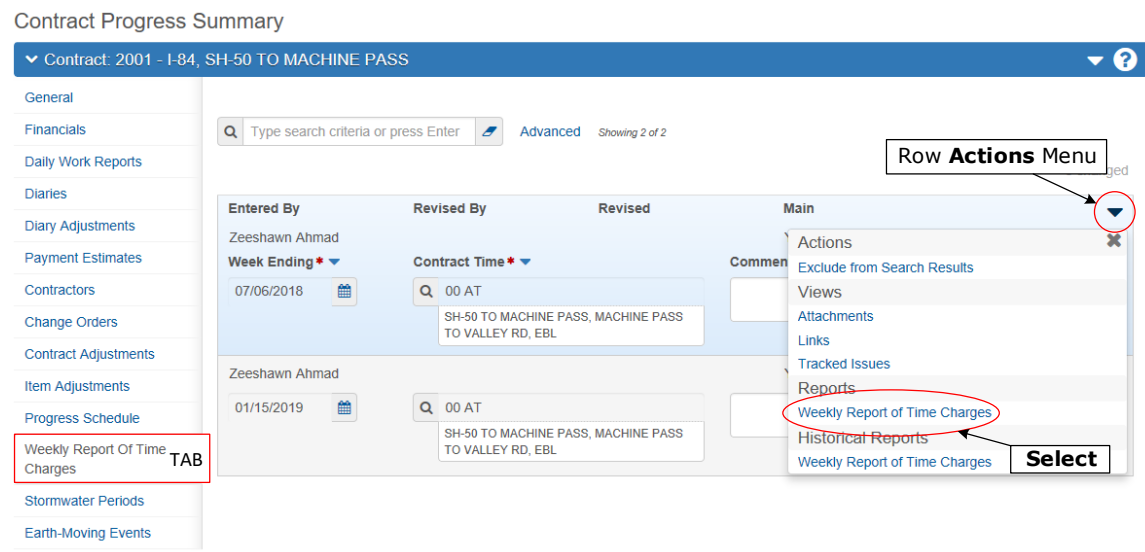 Contract Progress Summary
Contract: 2001 - I-84, SH-50 TO MACHINE PASS
?
General
Financials
Daily Work Reports
Diaries
Diary Adjustments
Payment Estimates
Contractors
Change Orders
Contract Adjustments
Item Adjustments
Progress Schedule
Weekly Report Of Time
Charges
TAB
Stormwater Periods
Earth-Moving Events
Type search criteria or press Enter
Advanced
Showing 2 of 2
Row Actions Menu
Entered By Revised By Revised Main
Zeeshawn Ahmad
Week Ending* Contract Time* Commen
07/06/2018 00 AT
SH-50 TO MACHINE PASS, MACHINE PASS
TO VALLEY RD, EBL
Zeeshawn Ahmad
01/15/2019 00 AT
SH-50 TO MACHINE PASS, MACHINE PASS
TO VALLEY RD, EBL
Actions
Exclude from Search Results
Views
Attachments
Links
Tracked Issues
Reports
Weekly Report of Time Charges
Historical Reports
Weekly Report of Time Charges
Select